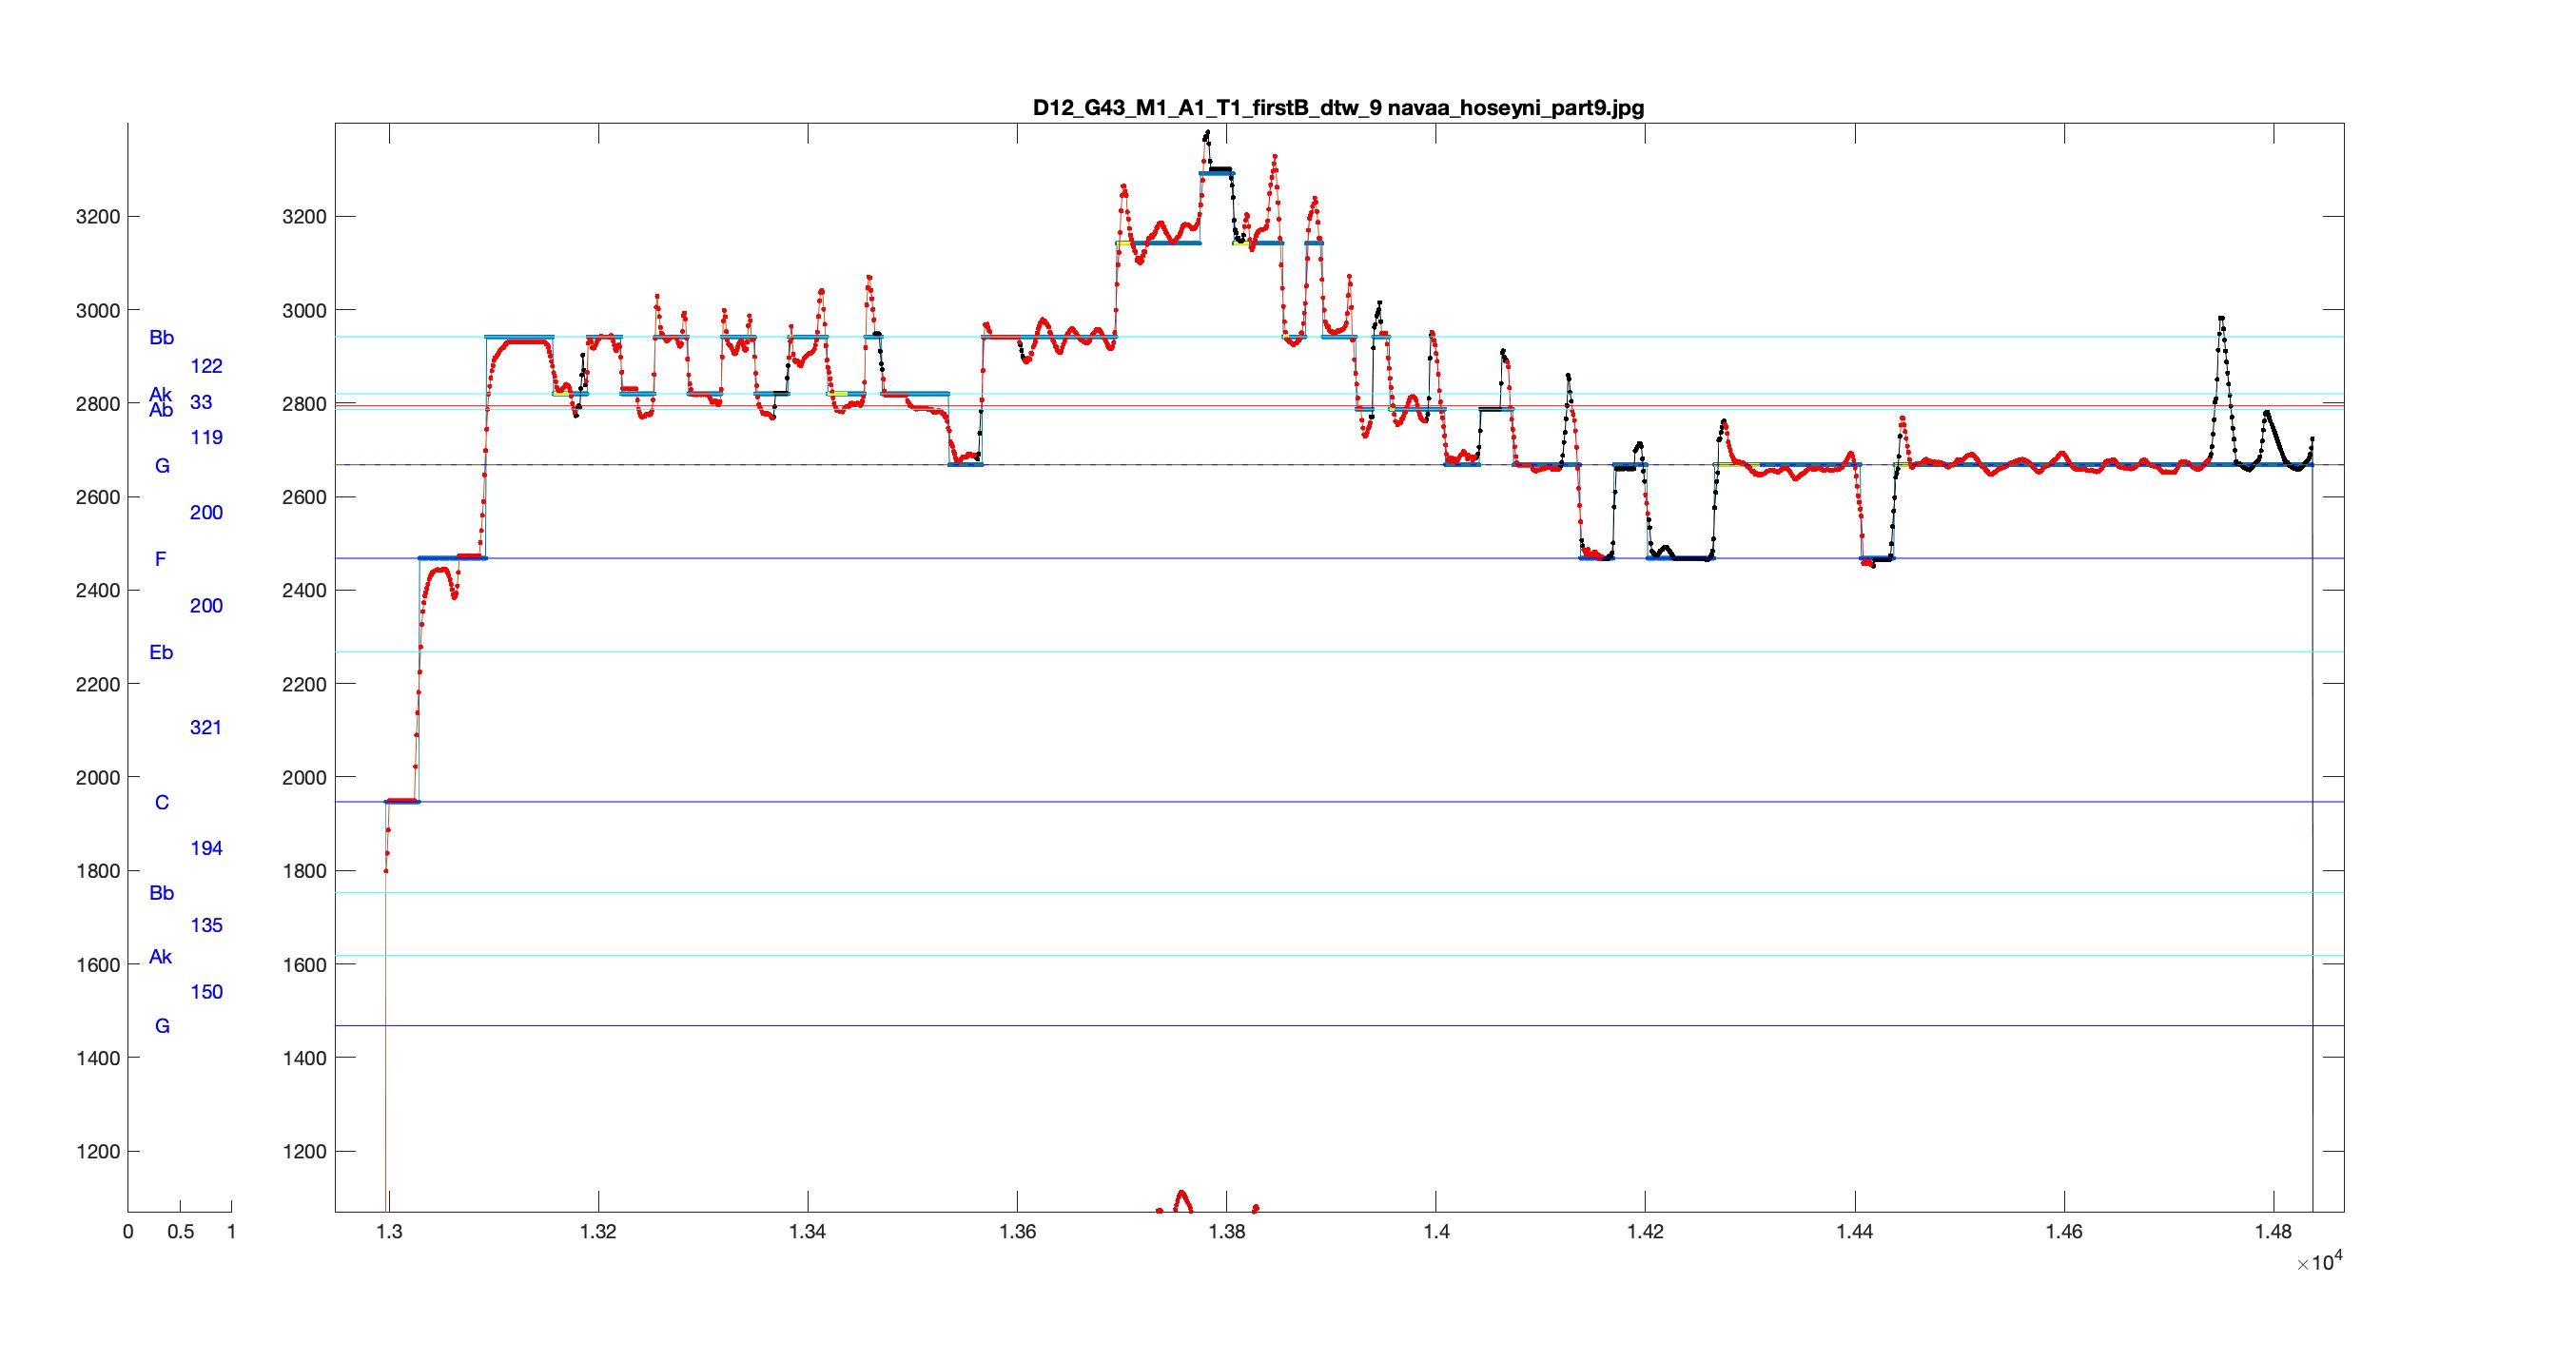 D12_G43_M1_A1_T1_firstB_dtw_9 navaa_hoseyni_part9.jpg
3200 3200
3000 3000
Bb
122
Ak
2800 Ab 33 2800
119
G
2600 2600
200
F
2400 2400
200
Eb
2200 2200
321
2000 2000
C
194
1800 1800
Bb
135
Ak
1600 1600
150
G
1400 1400
1200 1200
0 0.5 1 1.3 1.32 1.34 1.36 1.38 1.4 1.42 1.44 1.46 1.48
×10^4